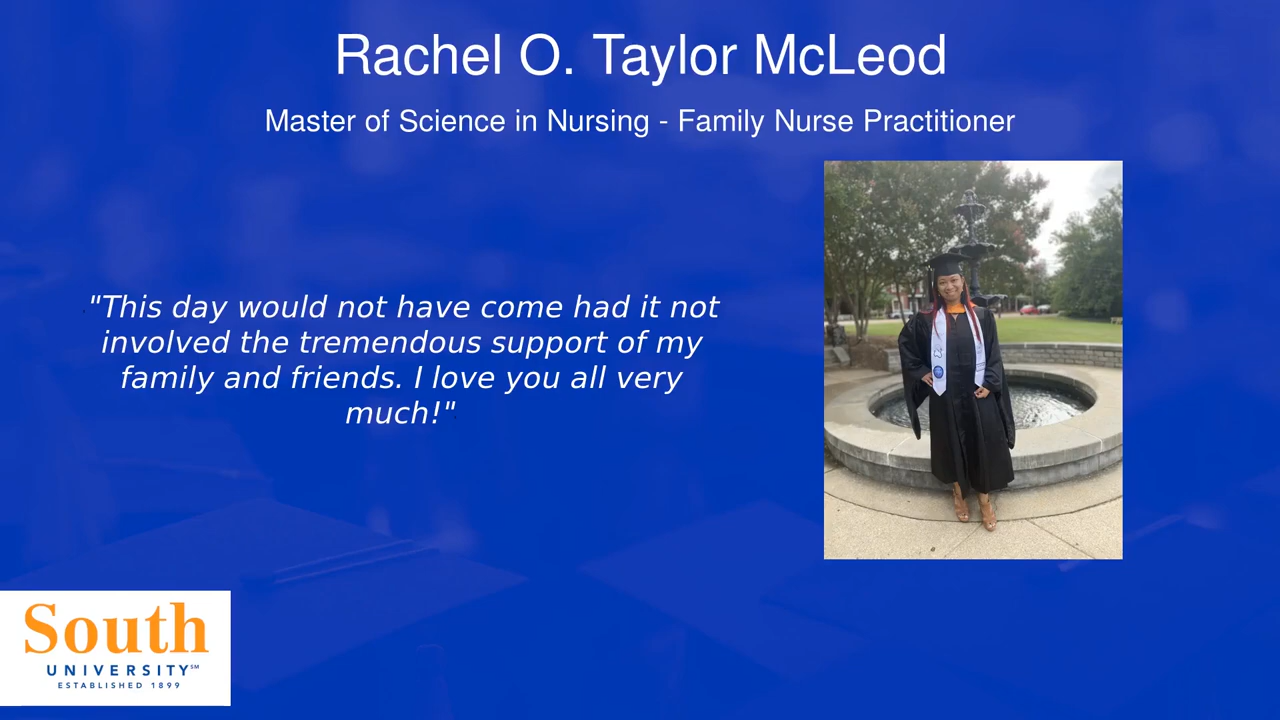 Rachel O. Taylor McLeod
Master of Science in Nursing - Family Nurse Practitioner
"This day would not have come had it not
involved the tremendous support of my
family and friends. I love you all very
much!"
South
UNIVERSITY℠
ESTABLISHED 1899